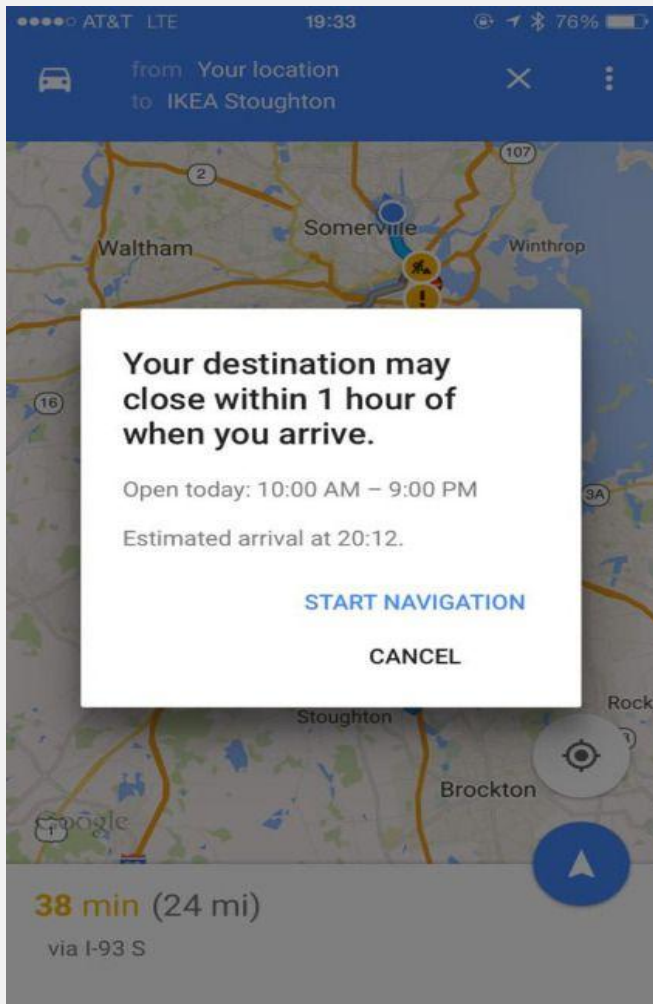 AT&T LTE 19:33 76%
from Your location
to IKEA Stoughton
107
2
Somerville
Waltham
Winthrop
!
Your destination may
close within 1 hour of
when you arrive.
16
Open today: 10:00 AM – 9:00 PM
3A
Estimated arrival at 20:12.
START NAVIGATION
CANCEL
Rock
Stoughton
Brockton
Google
1
38 min (24 mi)
via I-93 S